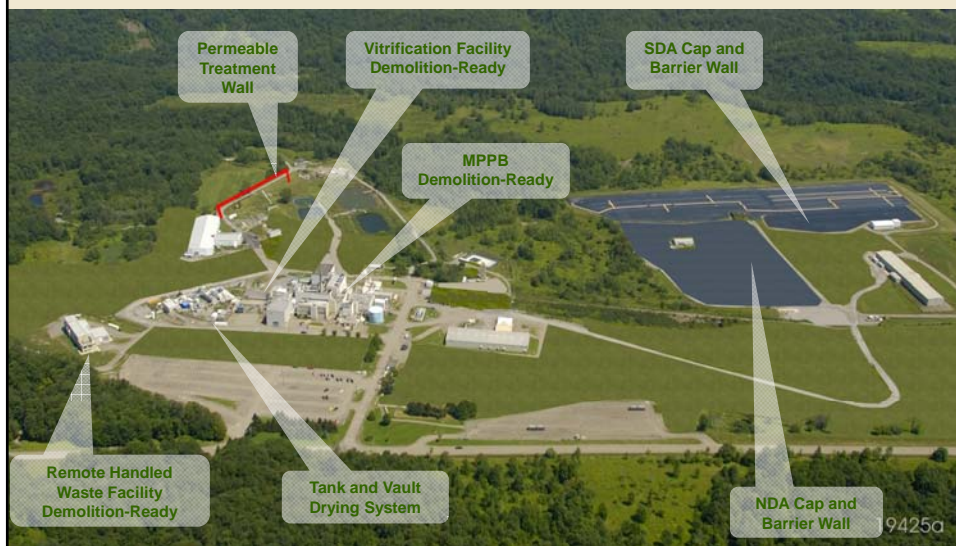 Permeable
Treatment
Wall
Vitrification Facility
Demolition-Ready
SDA Cap and
Barrier Wall
MPPB
Demolition-Ready
Remote Handled
Waste Facility
Demolition-Ready
Tank and Vault
Drying System
NDA Cap and
Barrier Wall
19425a